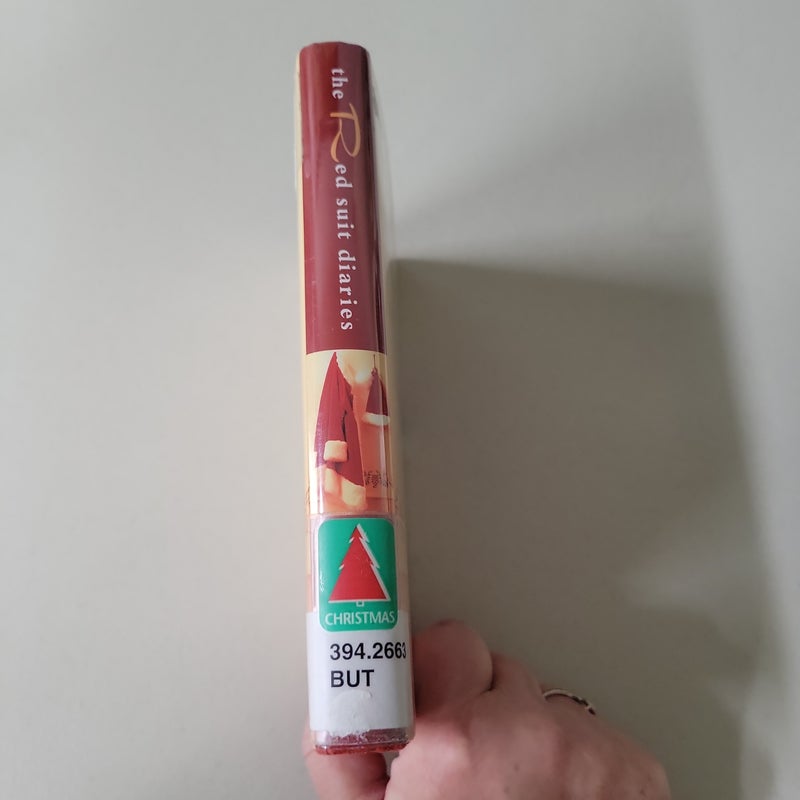 the Red suit diaries
CHRISTMAS
394.2663
BUT